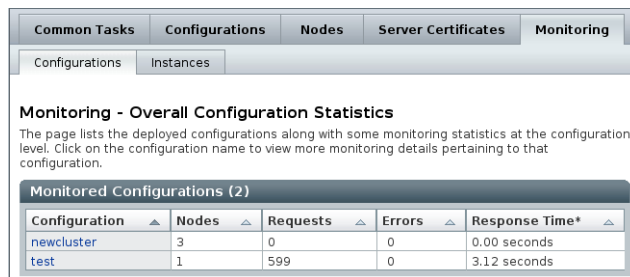 Common Tasks Configurations Nodes Server Certificates Monitoring
Configurations Instances
Monitoring - Overall Configuration Statistics
The page lists the deployed configurations along with some monitoring statistics at the configuration
level. Click on the configuration name to view more monitoring details pertaining to that
configuration.
Monitored Configurations (2)
Configuration Nodes Requests Errors Response Time*
newcluster 3 0 0 0.00 seconds
test 1 599 0 3.12 seconds